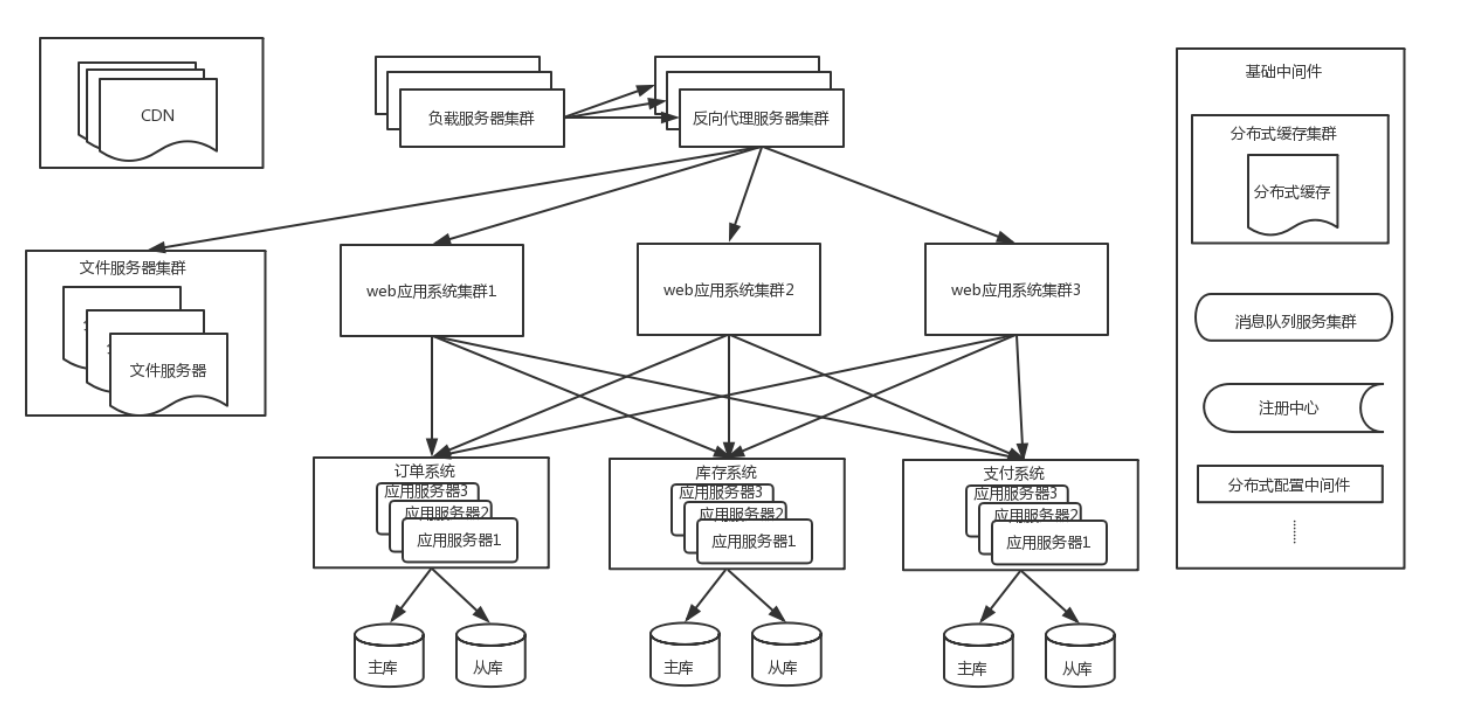 CDN
负载服务器集群
反向代理服务器集群
基础中间件
分布式缓存集群
分布式缓存
文件服务器集群
文件服务器
web应用系统集群1
web应用系统集群2
web应用系统集群3
消息队列服务集群
注册中心
分布式配置中间件
订单系统
应用服务器3
应用服务器2
应用服务器1
库存系统
应用服务器3
应用服务器2
应用服务器1
支付系统
应用服务器3
应用服务器2
应用服务器1
主库
从库
主库
从库
主库
从库